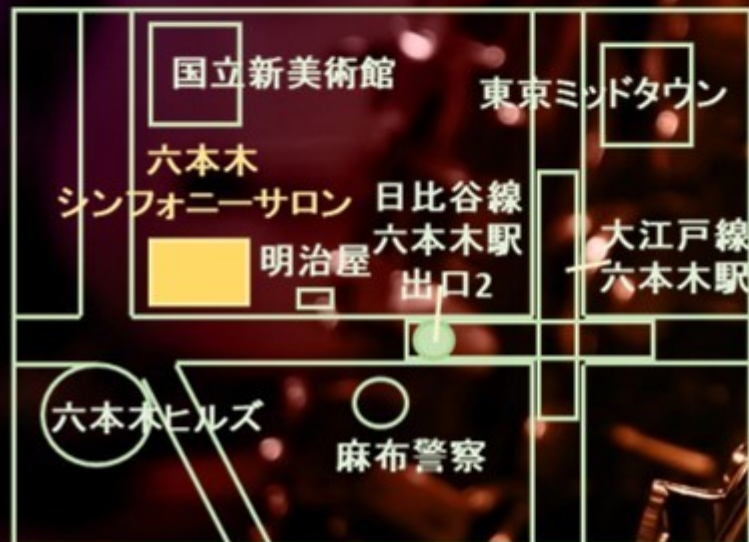 国立新美術館
東京ミッドタウン
六本木
シンフォニーサロン
日比谷線
六本木駅
出口2
明治屋
大江戸線
六本木駅
六本木ヒルズ
麻布警察